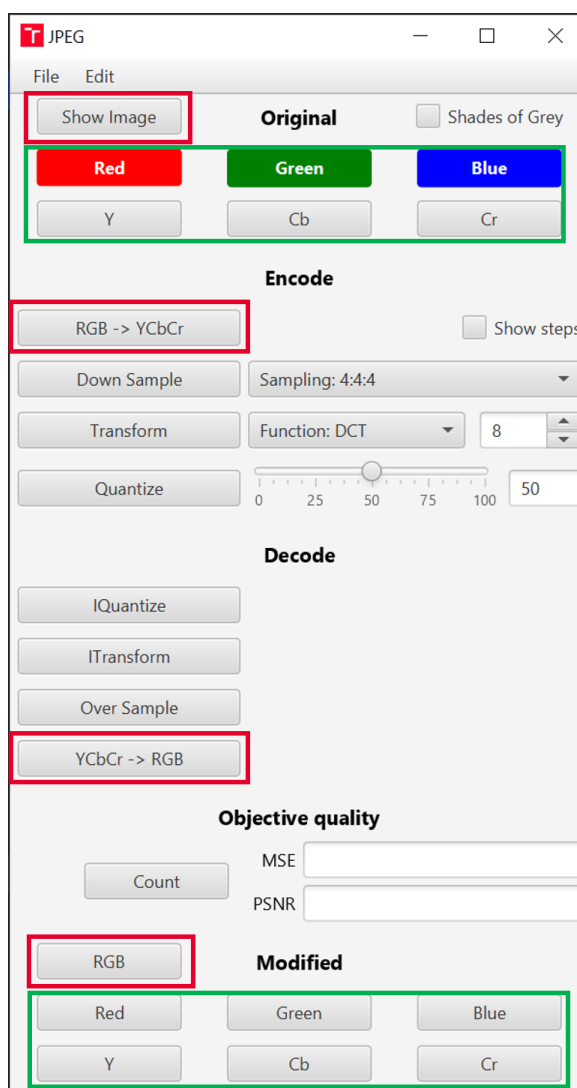 T JPEG
File Edit
Show Image Original Shades of Grey
Red Green Blue
Y Cb Cr
Encode
RGB -> YCbCr Show steps
Down Sample Sampling: 4:4:4
Transform Function: DCT 8
Quantize 0 25 50 75 100 50
Decode
IQuantize
ITransform
Over Sample
YCbCr -> RGB
Objective quality
Count MSE
PSNR
RGB Modified
Red Green Blue
Y Cb Cr